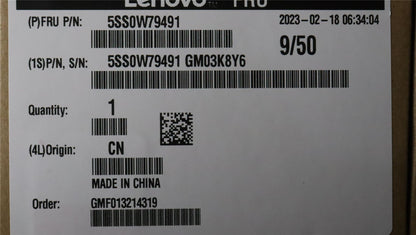 Lenovo FRU
(P)FRU P/N: 5SS0W79491 2023-02-18 06:34:04
9/50
(1S)P/N, S/N: 5SS0W79491 GM03K8Y6
Quantity: 1
(4L)Origin: CN
MADE IN CHINA
Order: GMF013214319